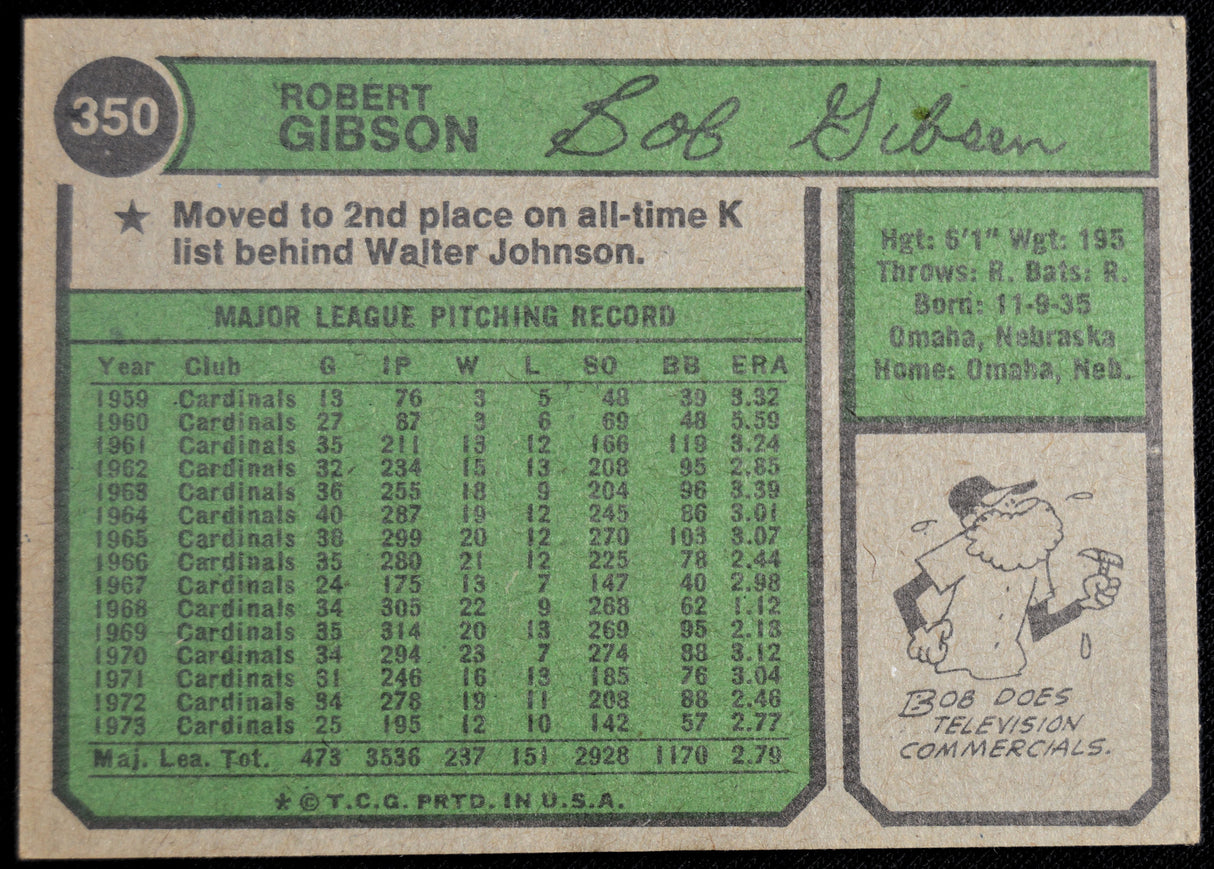 350
ROBERT
GIBSON
Bob Gibson
★ Moved to 2nd place on all-time K
list behind Walter Johnson.
MAJOR LEAGUE PITCHING RECORD
Year Club G IP W L SO BB ERA
1959 Cardinals 13 76 3 5 48 39 3.32
1960 Cardinals 27 87 3 6 69 48 5.59
1961 Cardinals 35 211 13 12 166 119 3.24
1962 Cardinals 32 234 15 13 208 95 2.85
1963 Cardinals 36 255 18 9 204 96 3.39
1964 Cardinals 40 287 19 12 245 86 3.01
1965 Cardinals 38 299 20 12 270 103 3.07
1966 Cardinals 35 280 21 12 225 78 2.44
1967 Cardinals 24 175 13 7 147 40 2.98
1968 Cardinals 34 305 22 9 268 62 1.12
1969 Cardinals 35 314 20 13 269 95 2.18
1970 Cardinals 34 294 23 7 274 88 3.12
1971 Cardinals 31 246 16 13 185 76 3.04
1972 Cardinals 34 278 19 11 208 88 2.46
1973 Cardinals 25 195 12 10 142 57 2.77
Maj. Lea. Tot. 473 3536 237 151 2928 1170 2.79
* © T.C.G. PRTD. IN U.S.A.
Hgt: 6'1" Wgt: 195
Throws: R. Bats: R.
Born: 11-9-35
Omaha, Nebraska
Home: Omaha, Neb.
BOB DOES
TELEVISION
COMMERCIALS.